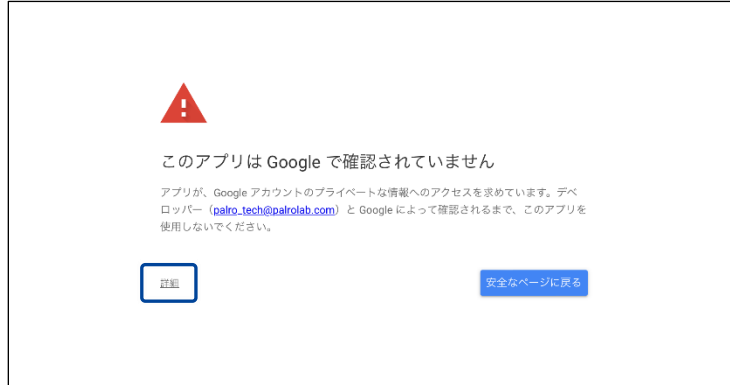 このアプリは Google で確認されていません
アプリが、Google アカウントのプライベートな情報へのアクセスを求めています。デベ
ロッパー（palro_tech@palrolab.com）と Google によって確認されるまで、このアプリを
使用しないでください。
詳細
安全なページに戻る